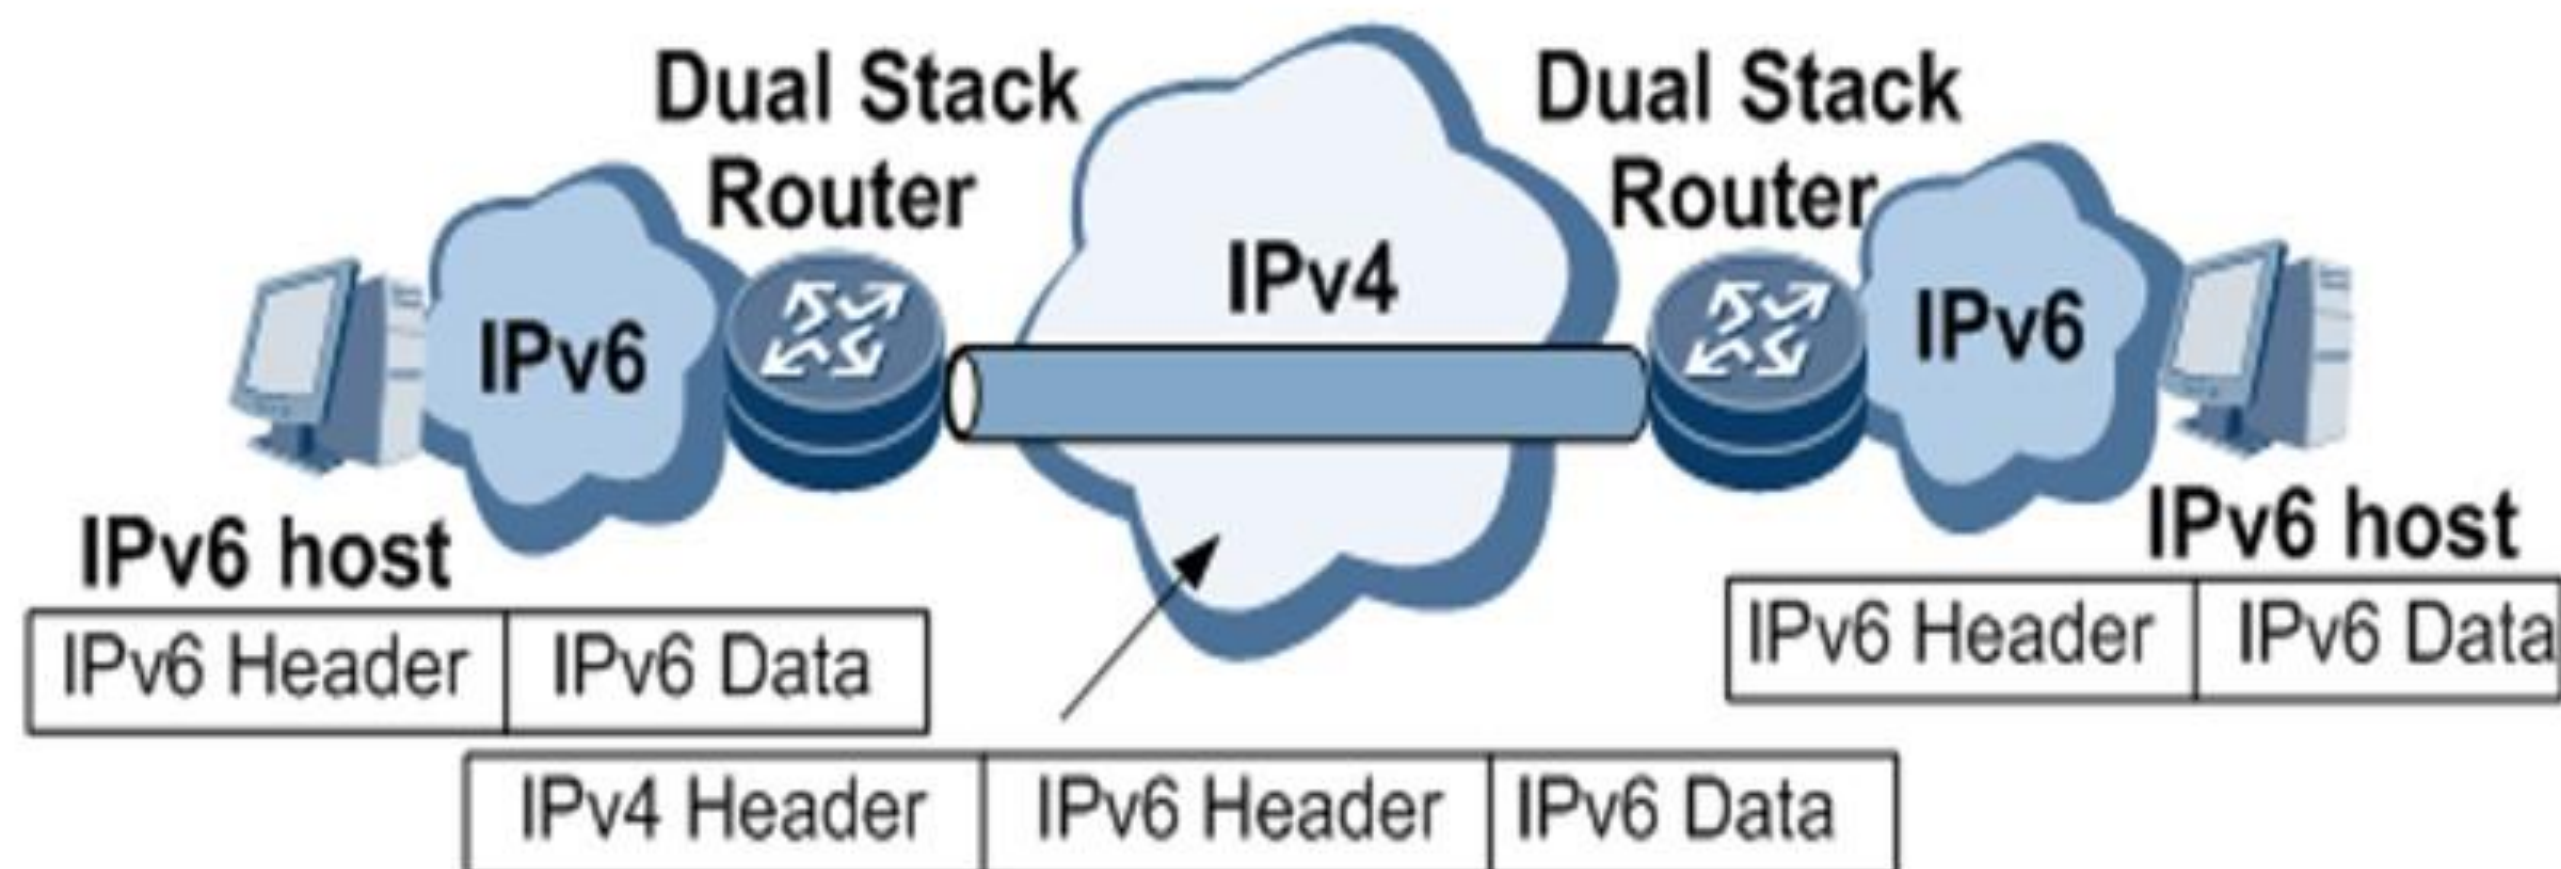 Dual Stack
Router
Dual Stack
Router
IPv4
IPv6
IPv6
IPv6 host
IPv6 host
IPv6 Header IPv6 Data
IPv6 Header IPv6 Data
IPv4 Header IPv6 Header IPv6 Data